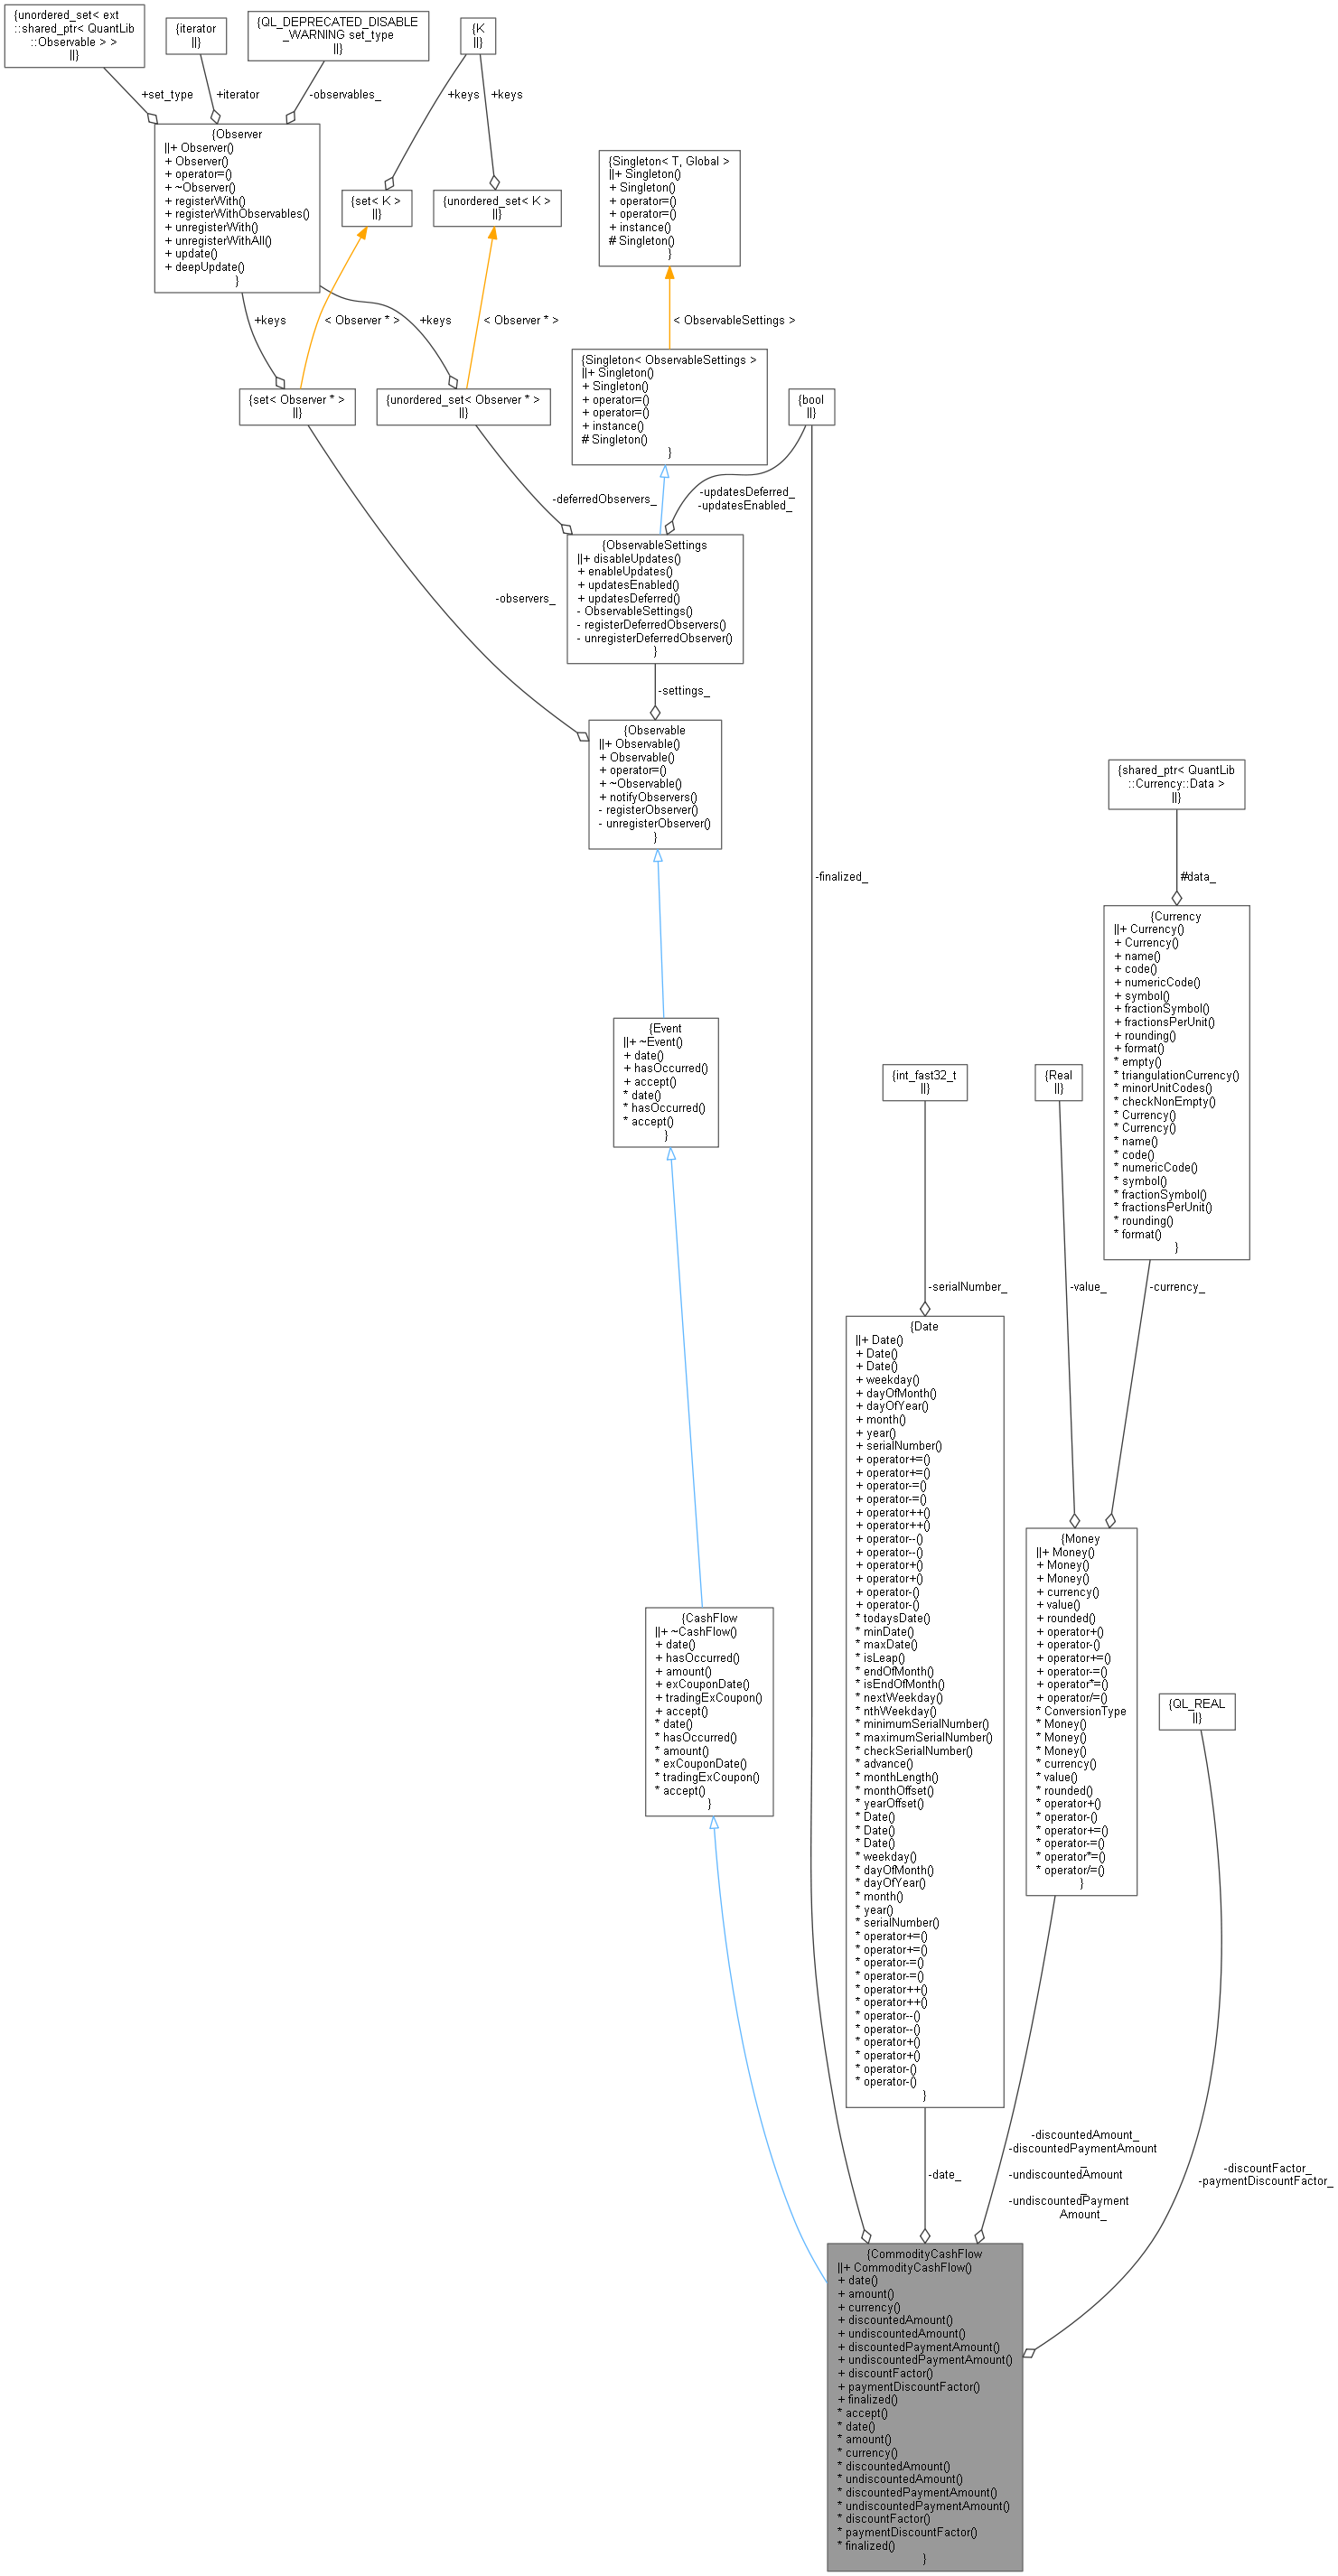 {unordered_set< ext
::shared_ptr< QuantLib
::Observable > >
||}
{iterator
||}
{QL_DEPRECATED_DISABLE
_WARNING set_type
||}
{K
||}
+set_type
+iterator
-observables_
+keys
+keys
{Observer
||+ Observer()
+ Observer()
+ operator=()
+ ~Observer()
+ registerWith()
+ registerWithObservables()
+ unregisterWith()
+ unregisterWithAll()
+ update()
+ deepUpdate()
}
{set< K >
||}
{unordered_set< K >
||}
{Singleton< T, Global >
||+ Singleton()
+ Singleton()
+ operator=()
+ operator=()
+ instance()
# Singleton()
}
+keys
< Observer * >
+keys
< Observer * >
< ObservableSettings >
{set< Observer * >
||}
{unordered_set< Observer * >
||}
{Singleton< ObservableSettings >
||+ Singleton()
+ Singleton()
+ operator=()
+ operator=()
+ instance()
# Singleton()
}
{bool
||}
-deferredObservers_
-updatesDeferred_
-updatesEnabled_
-observers_
{ObservableSettings
||+ disableUpdates()
+ enableUpdates()
+ updatesEnabled()
+ updatesDeferred()
- ObservableSettings()
- registerDeferredObservers()
- unregisterDeferredObserver()
}
-settings_
{Observable
||+ Observable()
+ Observable()
+ operator=()
+ ~Observable()
+ notifyObservers()
- registerObserver()
- unregisterObserver()
}
{shared_ptr< QuantLib
::Currency::Data >
||}
-finalized_
#data_
{Currency
||+ Currency()
+ Currency()
+ name()
+ code()
+ numericCode()
+ symbol()
+ fractionSymbol()
+ fractionsPerUnit()
+ rounding()
+ format()
* empty()
* triangulationCurrency()
* minorUnitCodes()
* checkNonEmpty()
* Currency()
* Currency()
* name()
* code()
* numericCode()
* symbol()
* fractionSymbol()
* fractionsPerUnit()
* rounding()
* format()
}
{Event
||+ ~Event()
+ date()
+ hasOccurred()
+ accept()
* date()
* hasOccurred()
* accept()
}
{int_fast32_t
||}
{Real
||}
-serialNumber_
-value_
-currency_
{Date
||+ Date()
+ Date()
+ Date()
+ weekday()
+ dayOfMonth()
+ dayOfYear()
+ month()
+ year()
+ serialNumber()
+ operator+=()
+ operator+=()
+ operator-=()
+ operator-=()
+ operator++()
+ operator++()
+ operator--()
+ operator--()
+ operator+()
+ operator+()
+ operator-()
+ operator-()
* todaysDate()
* minDate()
* maxDate()
* isLeap()
* endOfMonth()
* isEndOfMonth()
* nextWeekday()
* nthWeekday()
* minimumSerialNumber()
* maximumSerialNumber()
* checkSerialNumber()
* advance()
* monthLength()
* monthOffset()
* yearOffset()
* Date()
* Date()
* Date()
* weekday()
* dayOfMonth()
* dayOfYear()
* month()
* year()
* serialNumber()
* operator+=()
* operator+=()
* operator-=()
* operator-=()
* operator++()
* operator++()
* operator--()
* operator--()
* operator+()
* operator+()
* operator-()
* operator-()
}
{Money
||+ Money()
+ Money()
+ Money()
+ currency()
+ value()
+ rounded()
+ operator+()
+ operator-()
+ operator+=()
+ operator-=()
+ operator*=()
+ operator/=()
* ConversionType
* Money()
* Money()
* Money()
* currency()
* value()
* rounded()
* operator+()
* operator-()
* operator+=()
* operator-=()
* operator*=()
* operator/=()
}
{CashFlow
||+ ~CashFlow()
+ date()
+ hasOccurred()
+ amount()
+ exCouponDate()
+ tradingExCoupon()
+ accept()
* date()
* hasOccurred()
* amount()
* exCouponDate()
* tradingExCoupon()
* accept()
}
{QL_REAL
||}
-date_
-discountedAmount_
-discountedPaymentAmount
_
-undiscountedAmount
_
-undiscountedPayment
Amount_
-discountFactor_
-paymentDiscountFactor_
{CommodityCashFlow
||+ CommodityCashFlow()
+ date()
+ amount()
+ currency()
+ discountedAmount()
+ undiscountedAmount()
+ discountedPaymentAmount()
+ undiscountedPaymentAmount()
+ discountFactor()
+ paymentDiscountFactor()
+ finalized()
* accept()
* date()
* amount()
* currency()
* discountedAmount()
* undiscountedAmount()
* discountedPaymentAmount()
* undiscountedPaymentAmount()
* discountFactor()
* paymentDiscountFactor()
* finalized()
}